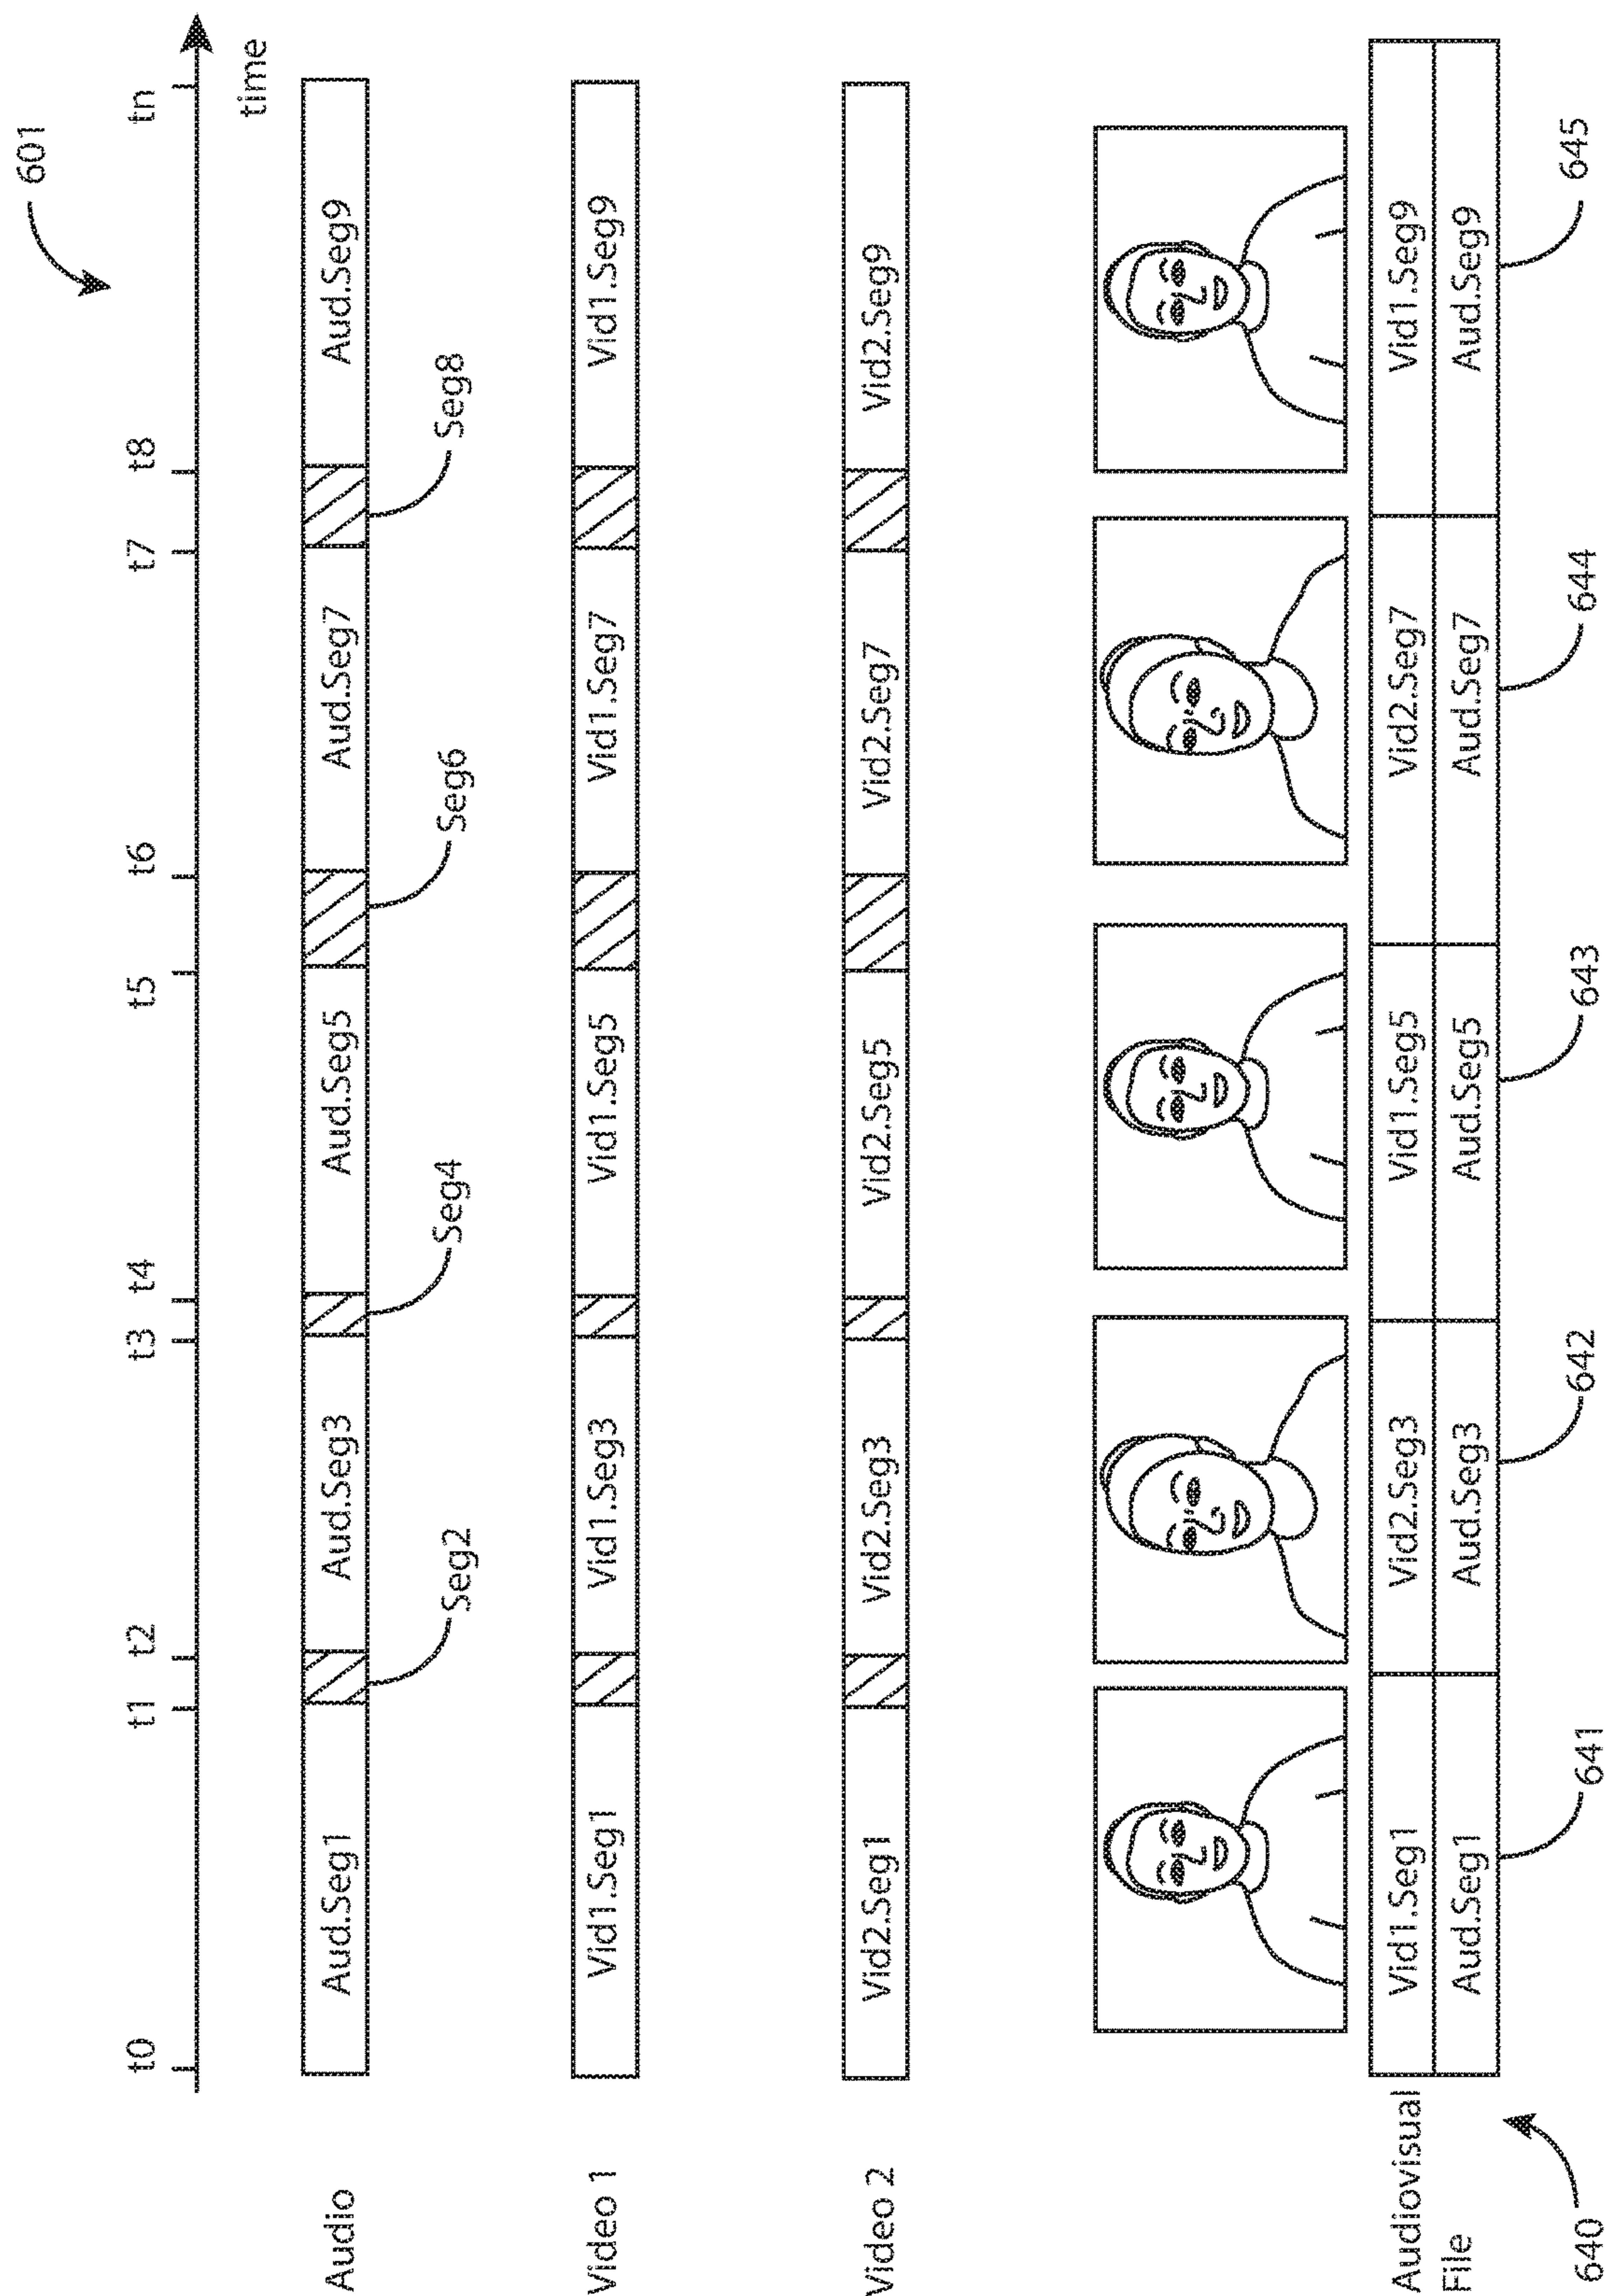 601
t0 t1 t2 t3 t4 t5 t6 t7 t8 tn
time
Audio Aud.Seg1 Aud.Seg3 Aud.Seg5 Aud.Seg7 Aud.Seg9
Seg2 Seg4 Seg6 Seg8
Video 1 Vid1.Seg1 Vid1.Seg3 Vid1.Seg5 Vid1.Seg7 Vid1.Seg9
Video 2 Vid2.Seg1 Vid2.Seg3 Vid2.Seg5 Vid2.Seg7 Vid2.Seg9
Audiovisual Vid1.Seg1 Vid2.Seg3 Vid1.Seg5 Vid2.Seg7 Vid1.Seg9
File Aud.Seg1 Aud.Seg3 Aud.Seg5 Aud.Seg7 Aud.Seg9
640 641 642 643 644 645